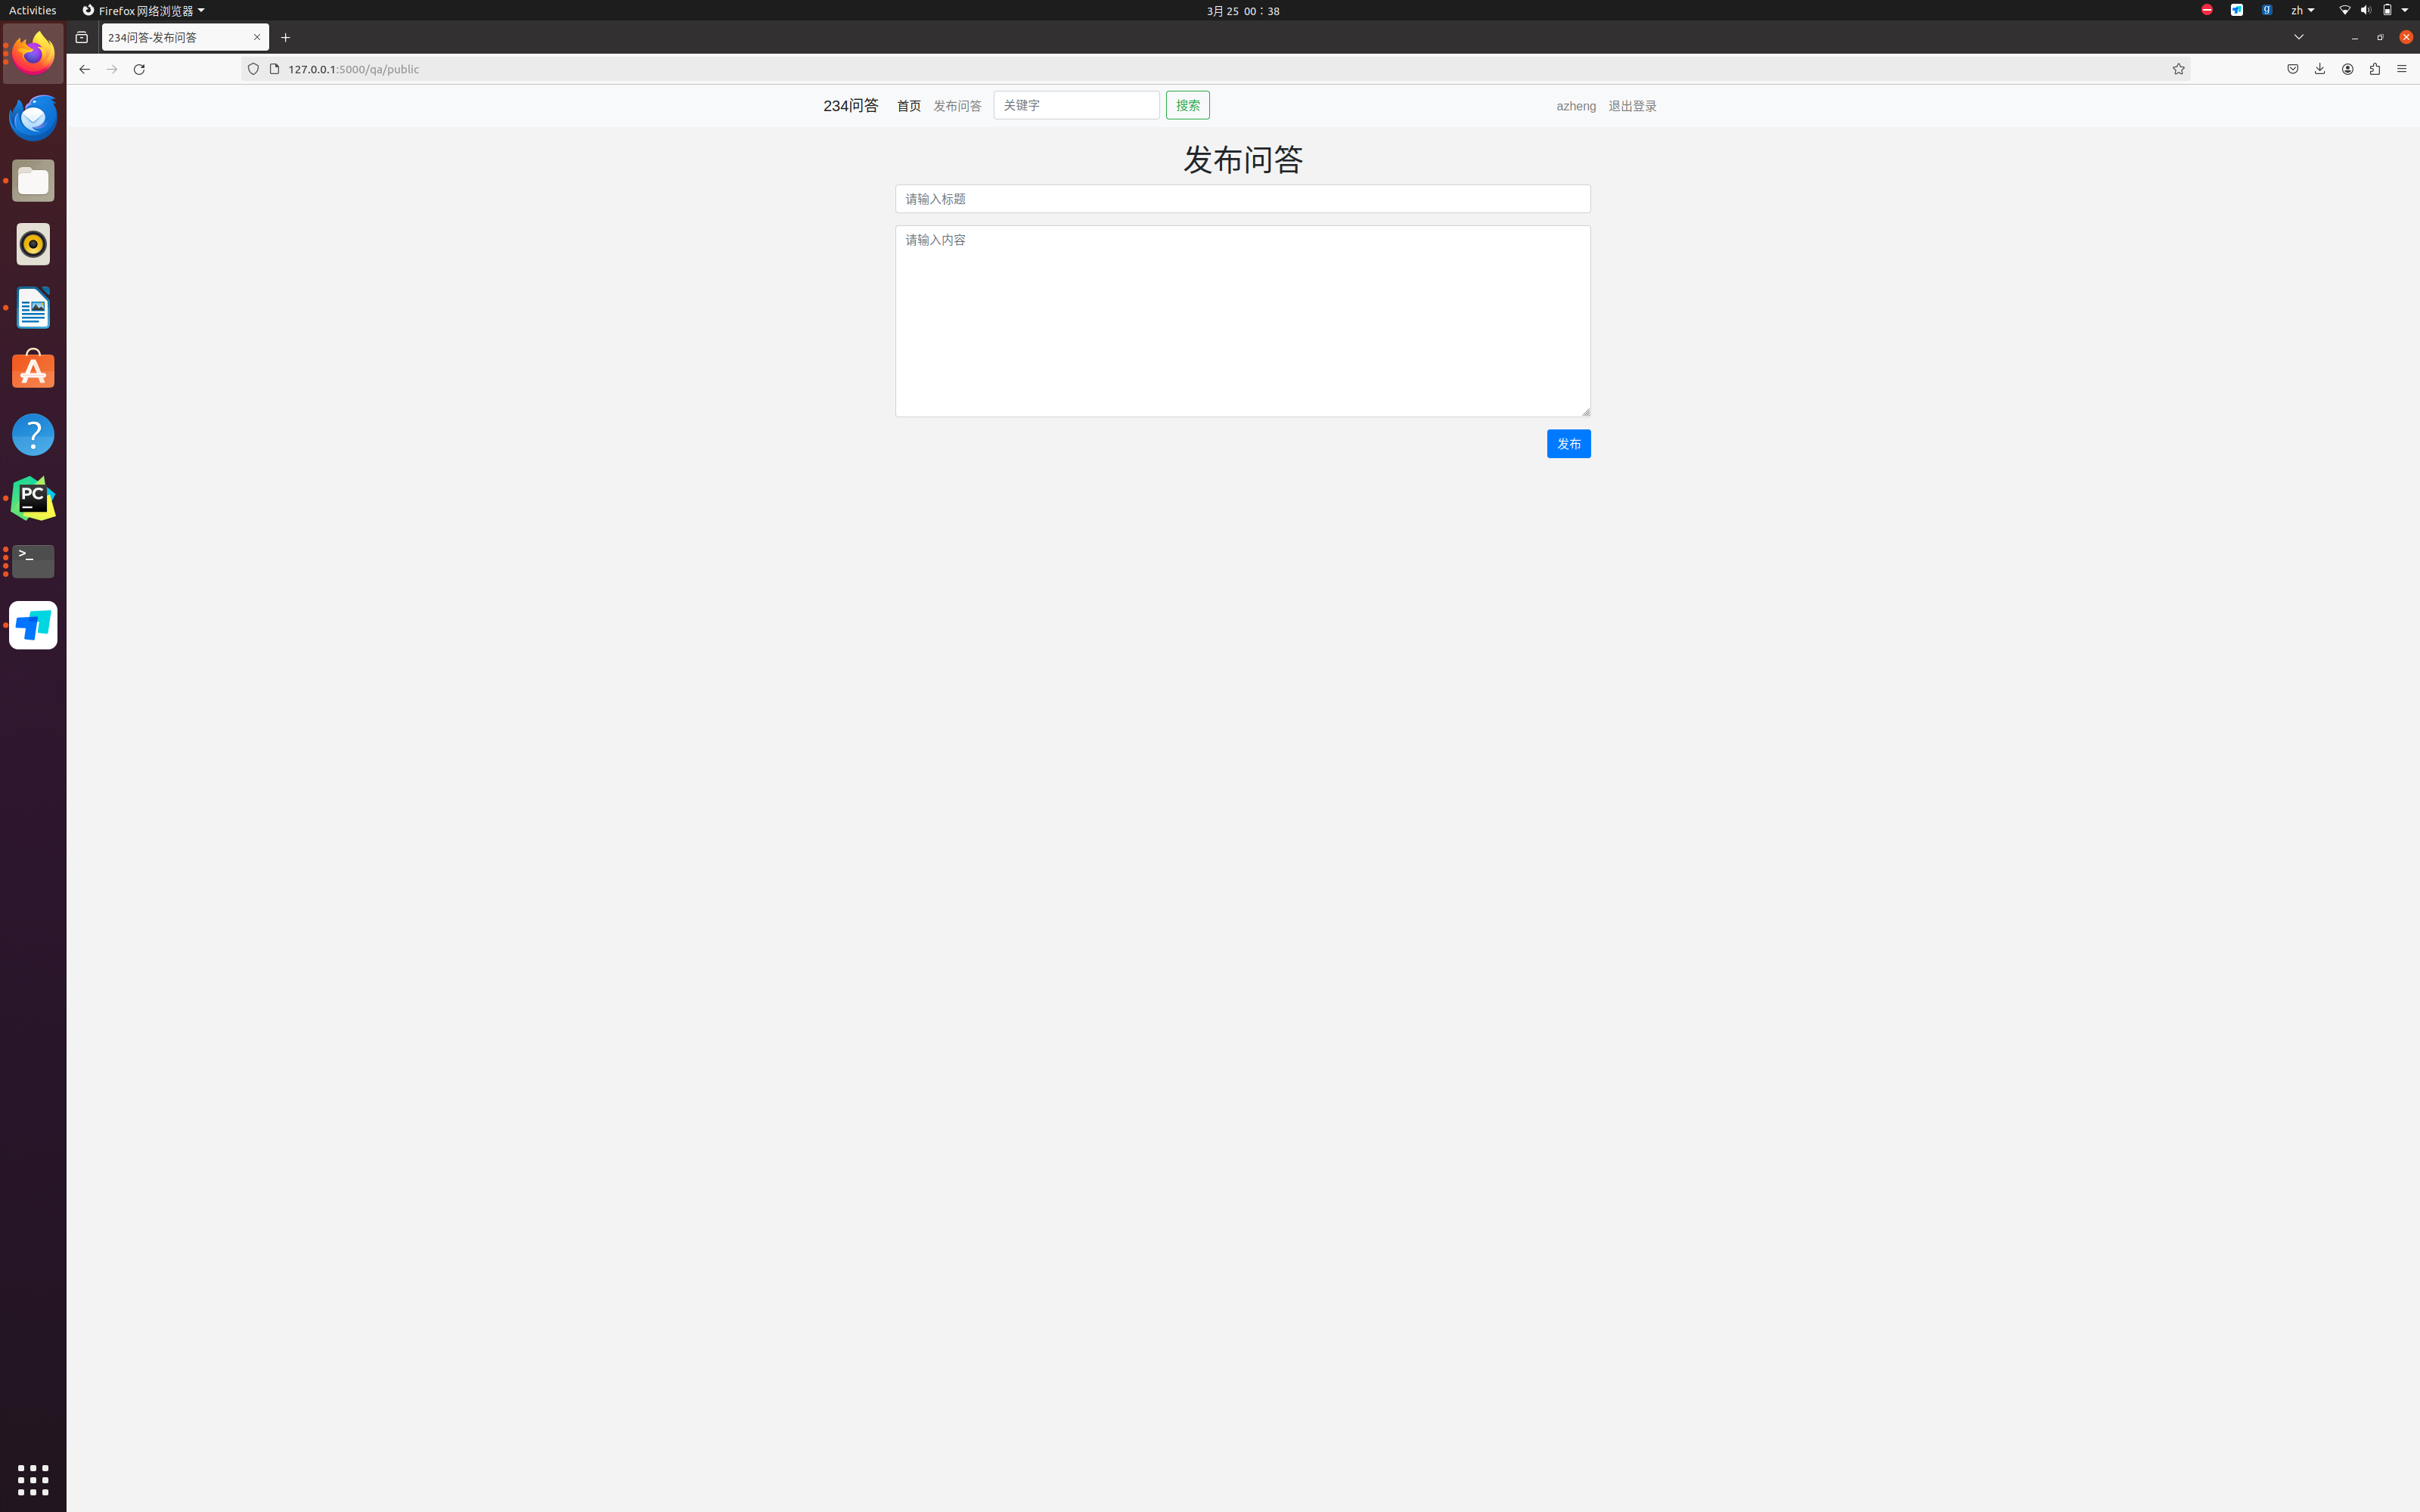 Activities
Firefox 网络浏览器
3月 25 00：38
zh
234问答-发布问答
127.0.0.1:5000/qa/public
234问答 首页 发布问答 关键字 搜索 azheng 退出登录
发布问答
请输入标题
请输入内容
发布
PC
>_